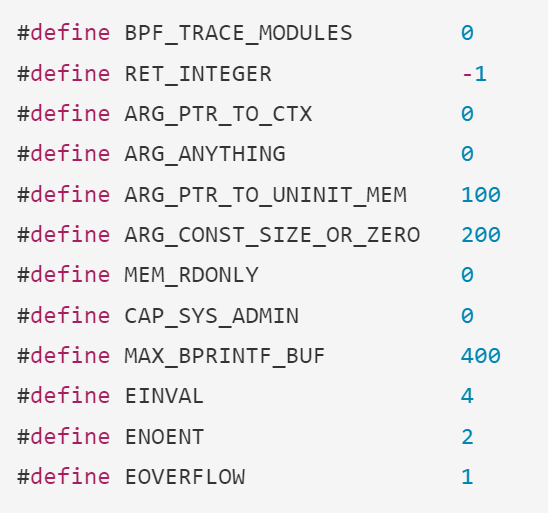 #define BPF_TRACE_MODULES        0
#define RET_INTEGER              -1
#define ARG_PTR_TO_CTX           0
#define ARG_ANYTHING             0
#define ARG_PTR_TO_UNINIT_MEM    100
#define ARG_CONST_SIZE_OR_ZERO   200
#define MEM_RDONLY               0
#define CAP_SYS_ADMIN            0
#define MAX_BPRINTF_BUF          400
#define EINVAL                   4
#define ENOENT                   2
#define EOVERFLOW                1